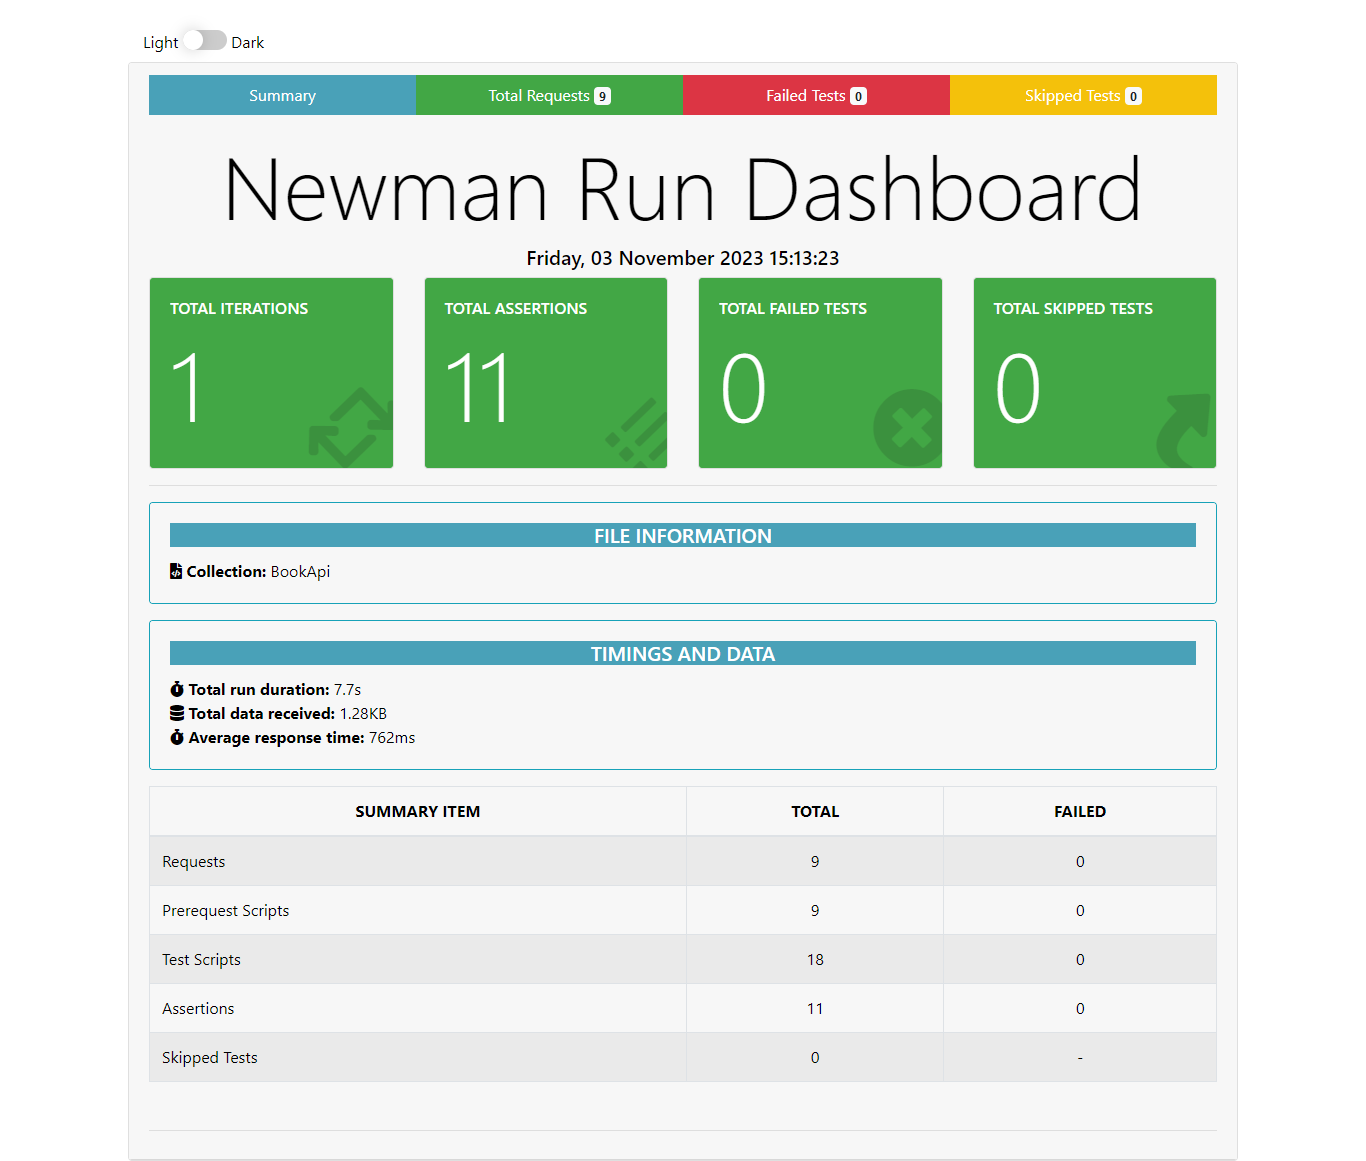 Light Dark
Summary Total Requests 9 Failed Tests 0 Skipped Tests 0
Newman Run Dashboard
Friday, 03 November 2023 15:13:23
TOTAL ITERATIONS TOTAL ASSERTIONS TOTAL FAILED TESTS TOTAL SKIPPED TESTS
1 11 0 0
FILE INFORMATION
Collection: BookApi
TIMINGS AND DATA
Total run duration: 7.7s
Total data received: 1.28KB
Average response time: 762ms
SUMMARY ITEM TOTAL FAILED
Requests 9 0
Prerequest Scripts 9 0
Test Scripts 18 0
Assertions 11 0
Skipped Tests 0 -